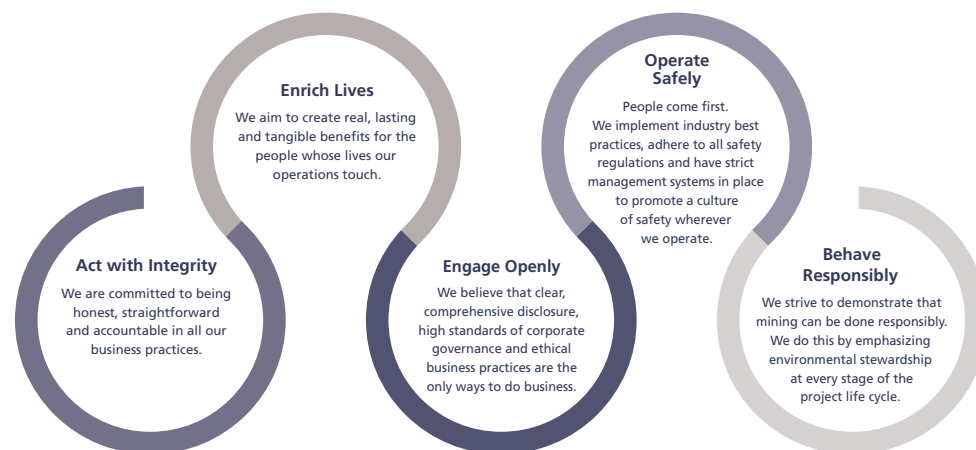 Act with Integrity
We are committed to being
honest, straightforward
and accountable in all our
business practices.
Enrich Lives
We aim to create real, lasting
and tangible benefits for the
people whose lives our
operations touch.
Engage Openly
We believe that clear,
comprehensive disclosure,
high standards of corporate
governance and ethical
business practices are the
only ways to do business.
Operate
Safely
People come first.
We implement industry best
practices, adhere to all safety
regulations and have strict
management systems in place
to promote a culture
of safety wherever
we operate.
Behave
Responsibly
We strive to demonstrate that
mining can be done responsibly.
We do this by emphasizing
environmental stewardship
at every stage of the
project life cycle.